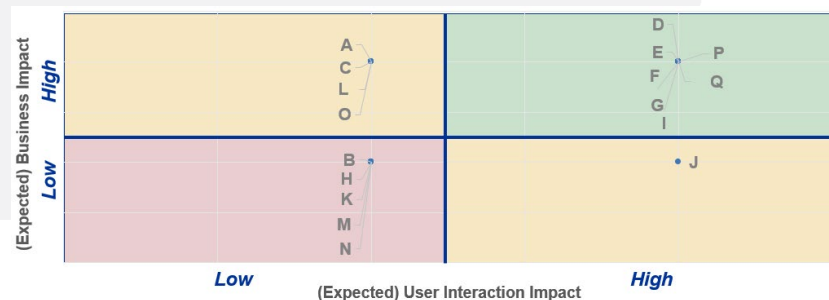 (Expected) Business Impact
High
Low
A
C
L
O
D
E
F
G
I
P
Q
B
H
K
M
N
J
Low
High
(Expected) User Interaction Impact